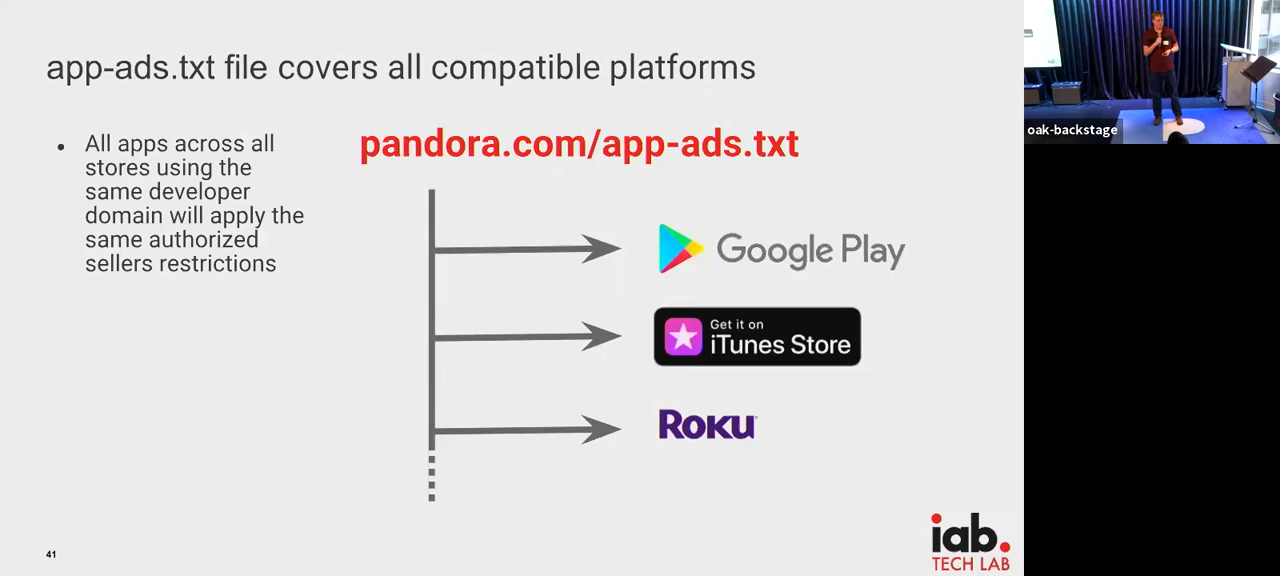 app-ads.txt file covers all compatible platforms
• All apps across all
stores using the
same developer
domain will apply the
same authorized
sellers restrictions
pandora.com/app-ads.txt
Google Play
Get it on
iTunes Store
ROKU
41
iab.
TECH LAB
oak-backstage